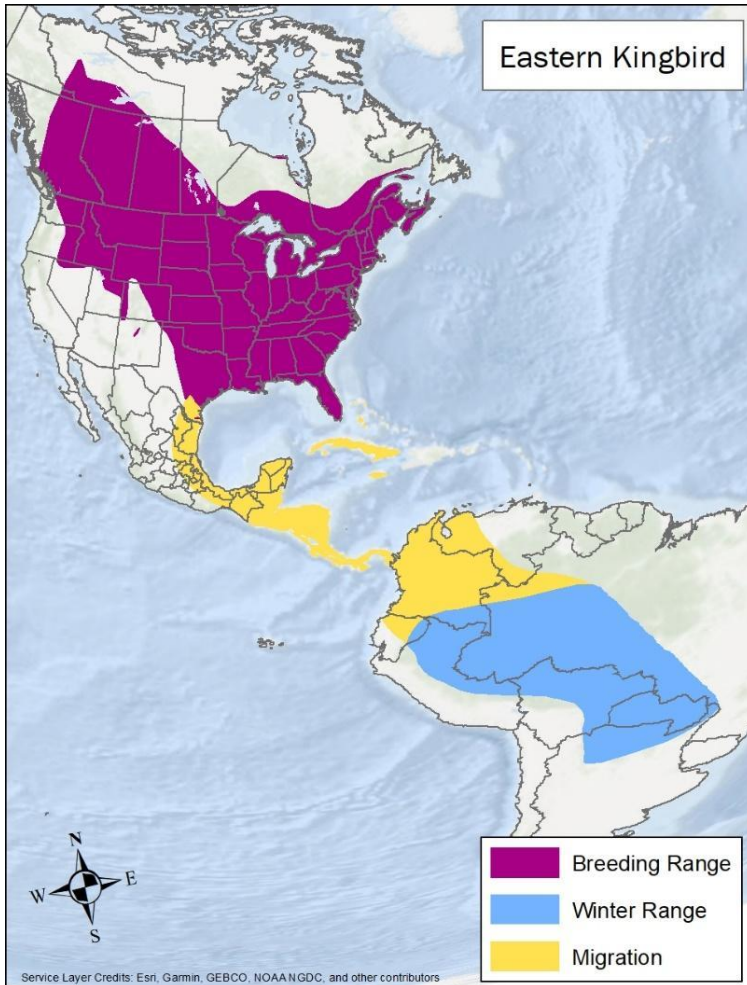 Eastern Kingbird
N
W
E
S
Breeding Range
Winter Range
Migration
Service Layer Credits: Esri, Garmin, GEBCO, NOAA NGDC, and other contributors